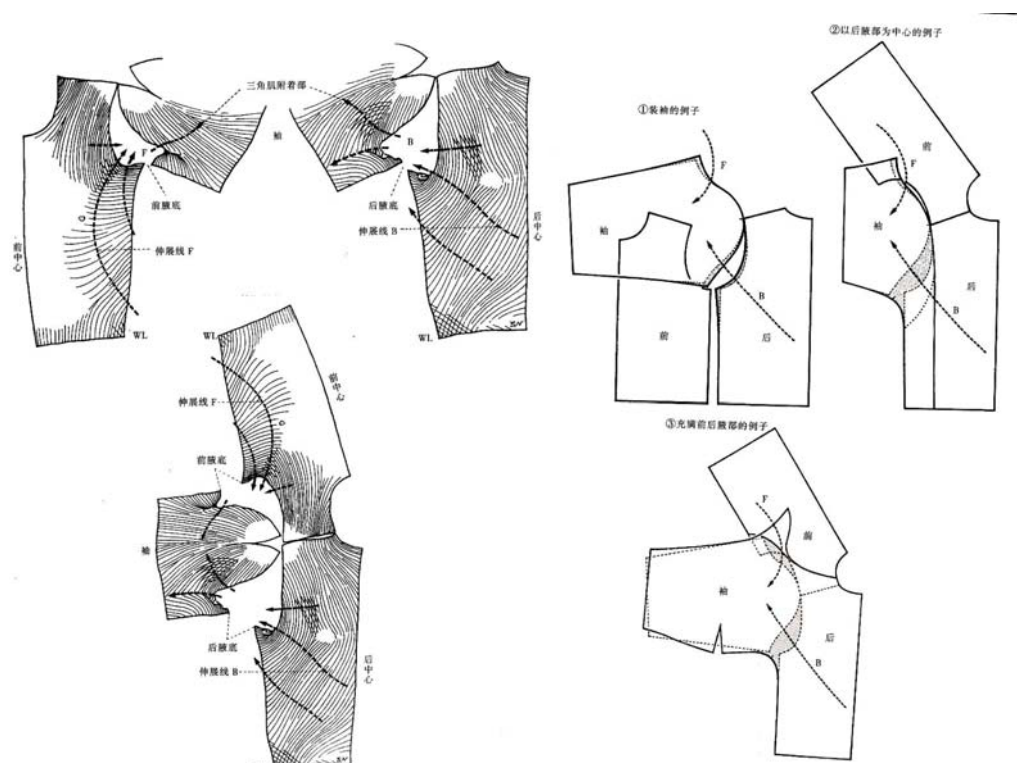 三角肌附着部
袖
F
B
前腋底
后腋底
伸展线 F
伸展线 B
前中心
后中心
WL
WL
WL
前中心
伸展线 F
前腋底
袖
后腋底
伸展线 B
后中心
①装袖的例子
F
袖
B
前
后
②以后腋部为中心的例子
前
F
袖
后
B
③充满前后腋部的例子
F
前
袖
后
B